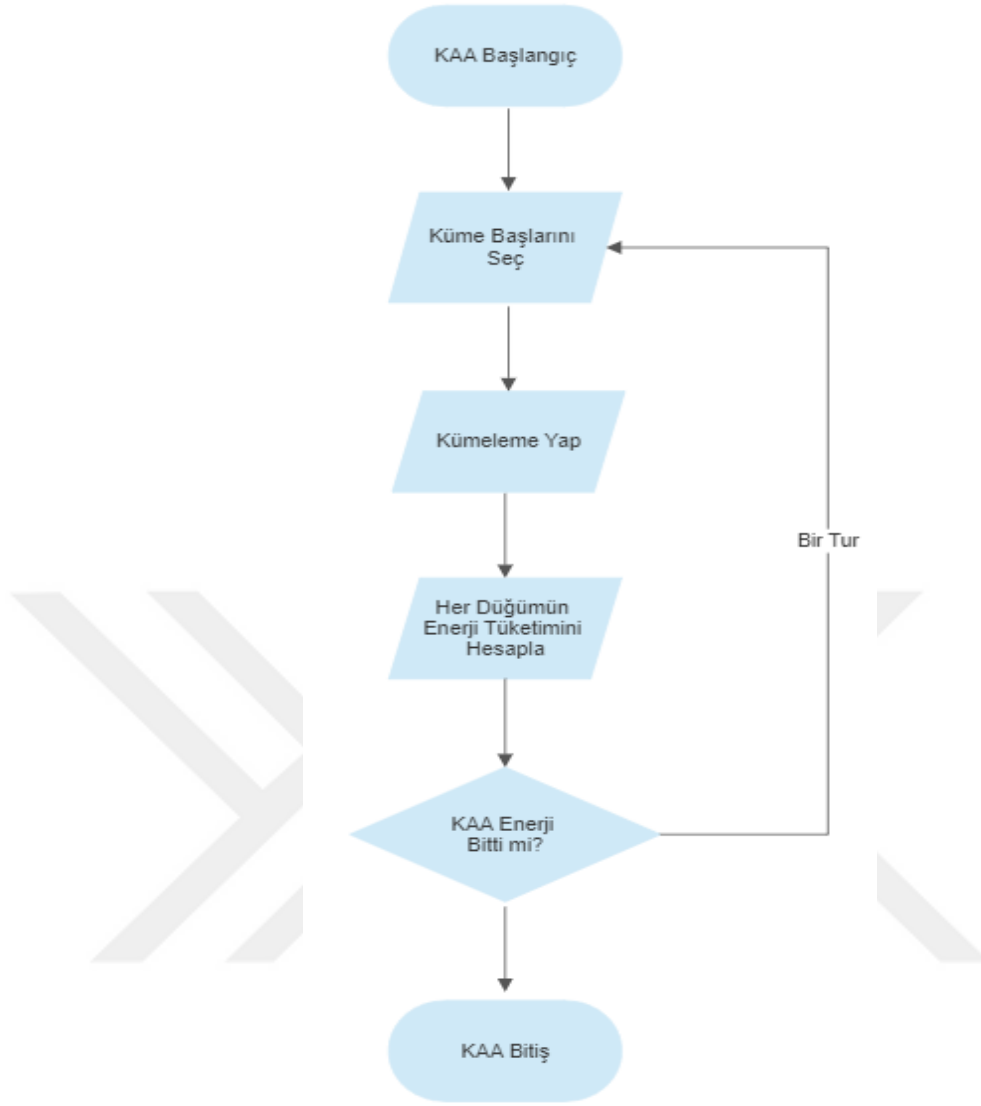 KAA Başlangıç
Küme Başlarını
Seç
Kümeleme Yap
Bir Tur
Her Düğümün
Enerji Tüketimini
Hesapla
KAA Enerji
Bitti mi?
KAA Bitiş